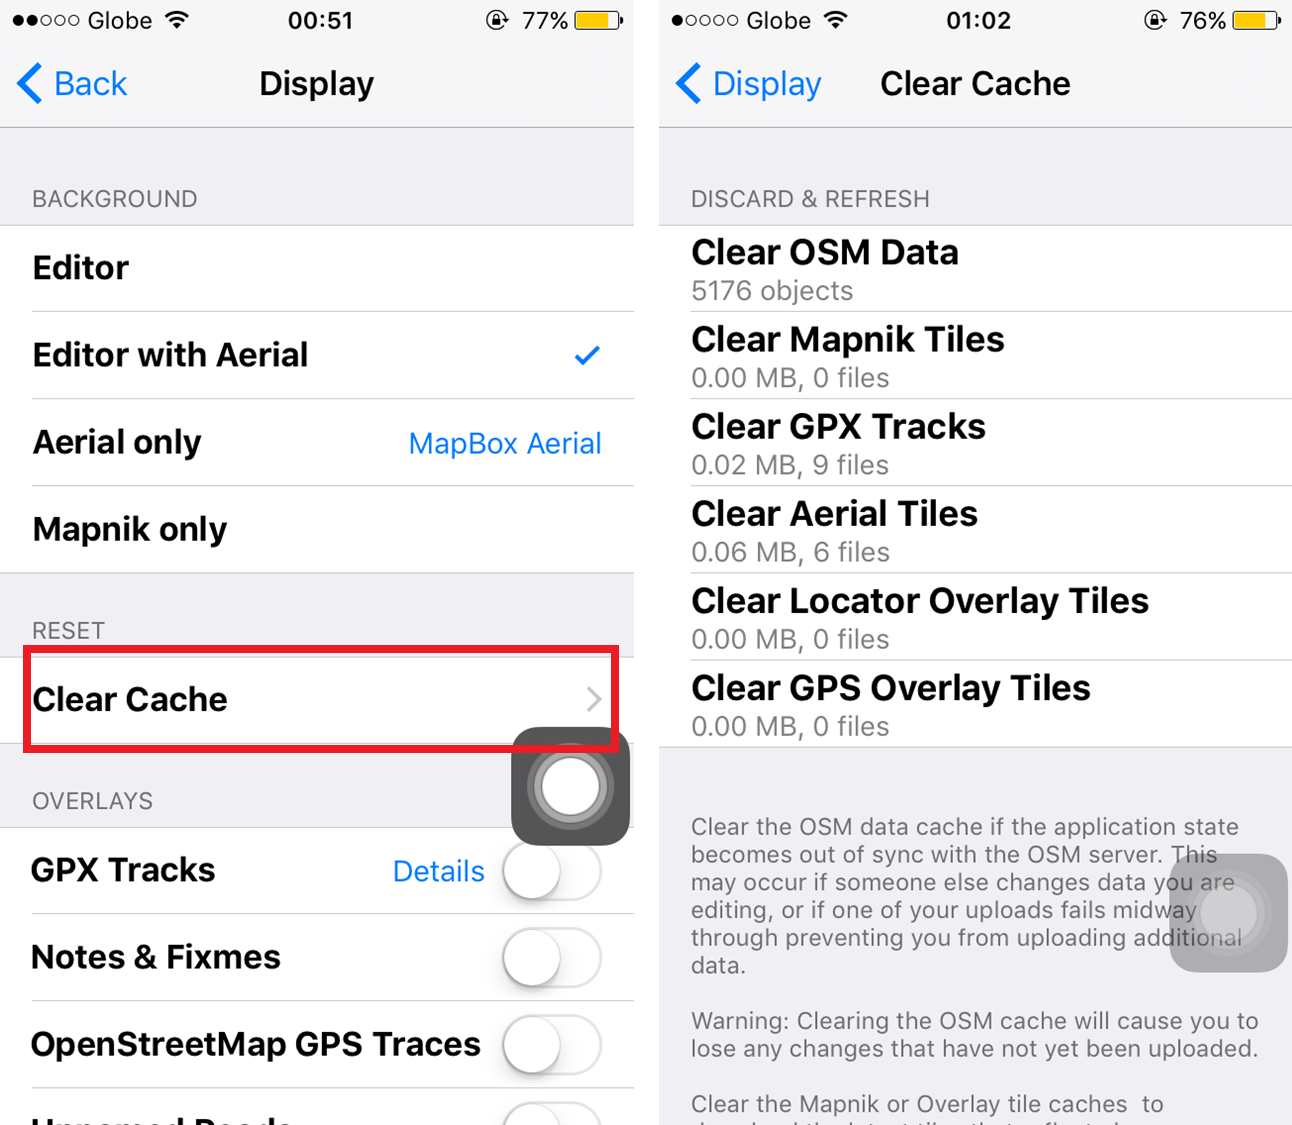 Globe 00:51 77%
Back Display
BACKGROUND
Editor
Editor with Aerial
Aerial only MapBox Aerial
Mapnik only
RESET
Clear Cache
OVERLAYS
GPX Tracks Details
Notes & Fixmes
OpenStreetMap GPS Traces
Globe 01:02 76%
Display Clear Cache
DISCARD & REFRESH
Clear OSM Data
5176 objects
Clear Mapnik Tiles
0.00 MB, 0 files
Clear GPX Tracks
0.02 MB, 9 files
Clear Aerial Tiles
0.06 MB, 6 files
Clear Locator Overlay Tiles
0.00 MB, 0 files
Clear GPS Overlay Tiles
0.00 MB, 0 files
Clear the OSM data cache if the application state
becomes out of sync with the OSM server. This
may occur if someone else changes data you are
editing, or if one of your uploads fails midway
through preventing you from uploading additional
data.
Warning: Clearing the OSM cache will cause you to
lose any changes that have not yet been uploaded.
Clear the Mapnik or Overlay tile caches to